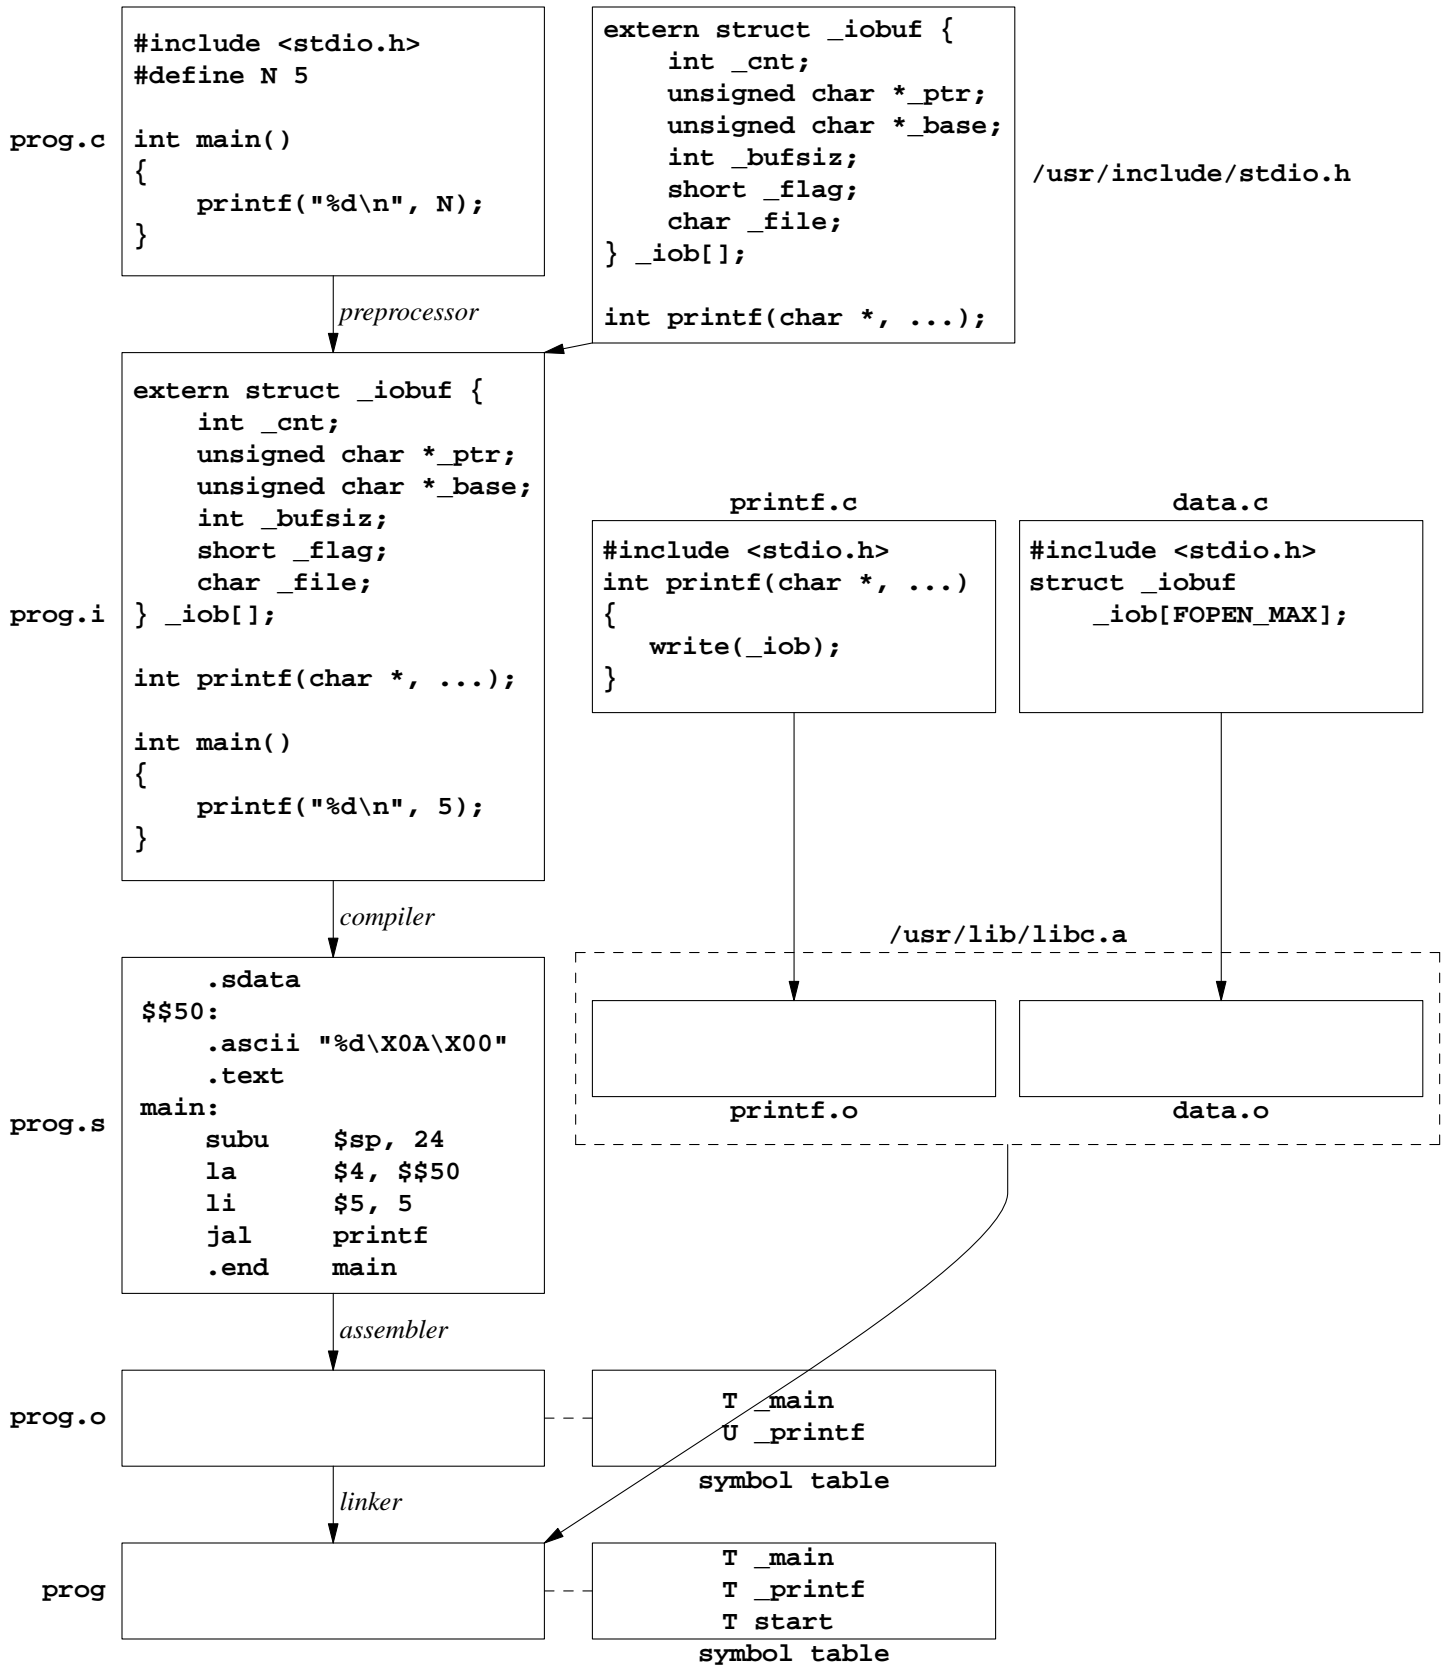 prog.c
#include <stdio.h>
#define N 5
int main()
{
    printf("%d\n", N);
}
extern struct _iobuf {
    int _cnt;
    unsigned char *_ptr;
    unsigned char *_base;
    int _bufsiz;
    short _flag;
    char _file;
} _iob[];
int printf(char *, ...);
/usr/include/stdio.h
preprocessor
prog.i
extern struct _iobuf {
    int _cnt;
    unsigned char *_ptr;
    unsigned char *_base;
    int _bufsiz;
    short _flag;
    char _file;
} _iob[];
int printf(char *, ...);
int main()
{
    printf("%d\n", 5);
}
printf.c
#include <stdio.h>
int printf(char *, ...)
{
   write(_iob);
}
data.c
#include <stdio.h>
struct _iobuf
    _iob[FOPEN_MAX];
compiler
/usr/lib/libc.a
printf.o
data.o
prog.s
    .sdata
$$50:
    .ascii "%d\X0A\X00"
    .text
main:
    subu    $sp, 24
    la      $4, $$50
    li      $5, 5
    jal     printf
    .end    main
assembler
prog.o
T _main
U _printf
symbol table
linker
prog
T _main
T _printf
T start
symbol table